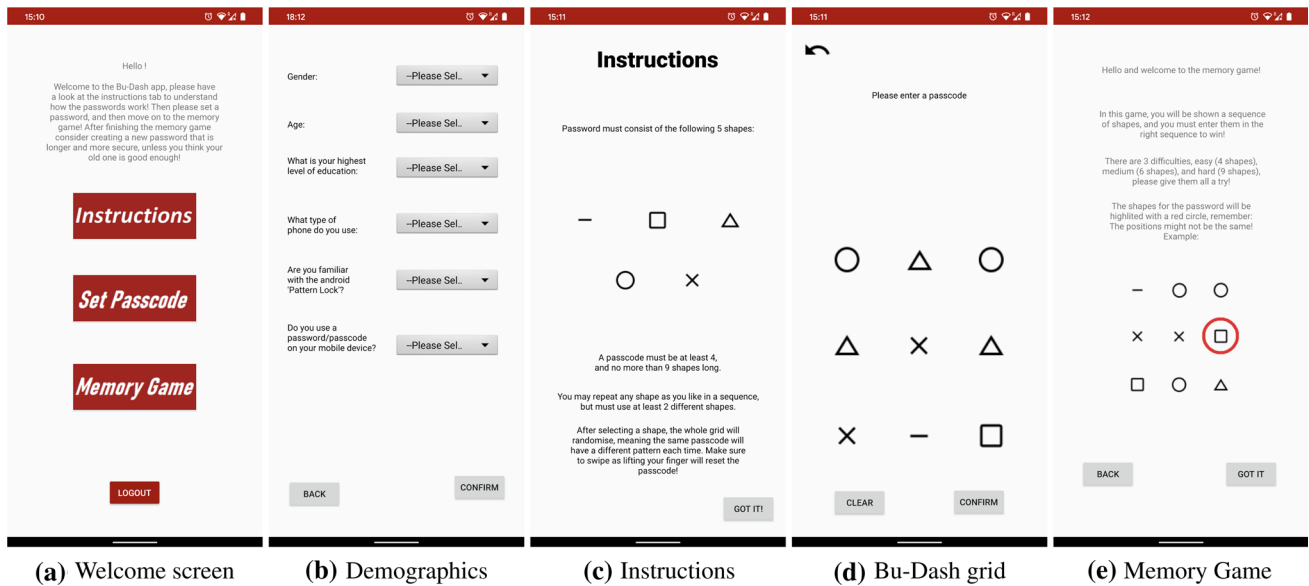 15:10
Hello !
Welcome to the Bu-Dash app, please have
a look at the instructions tab to understand
how the passwords work! Then please set a
password, and then move on to the memory
game! After finishing the memory game
consider creating a new password that is
longer and more secure, unless you think your
old one is good enough!
Instructions
Set Passcode
Memory Game
LOGOUT
(a) Welcome screen
18:12
Gender:
--Please Sel..
Age:
--Please Sel..
What is your highest
level of education:
--Please Sel..
What type of
phone do you use:
--Please Sel..
Are you familiar
with the android
'Pattern Lock'?
--Please Sel..
Do you use a
password/passcode
on your mobile device?
--Please Sel..
BACK
CONFIRM
(b) Demographics
15:11
Instructions
Password must consist of the following 5 shapes:
A passcode must be at least 4,
and no more than 9 shapes long.
You may repeat any shape as you like in a sequence,
but must use at least 2 different shapes.
After selecting a shape, the whole grid will
randomise, meaning the same passcode will
have a different pattern each time. Make sure
to swipe as lifting your finger will reset the
passcode!
GOT IT!
(c) Instructions
15:11
Please enter a passcode
CLEAR
CONFIRM
(d) Bu-Dash grid
15:12
Hello and welcome to the memory game!
In this game, you will be shown a sequence
of shapes, and you must enter them in the
right sequence to win!
There are 3 difficulties, easy (4 shapes),
medium (6 shapes), and hard (9 shapes),
please give them all a try!
The shapes for the password will be
highlited with a red circle, remember:
The positions might not be the same!
Example:
BACK
GOT IT
(e) Memory Game